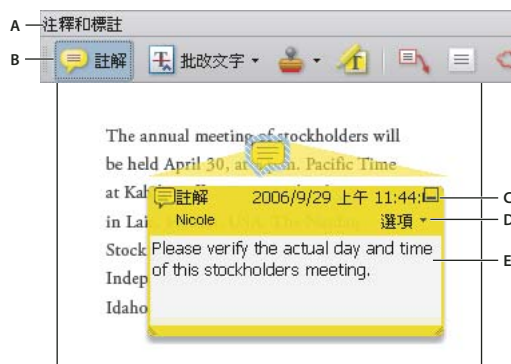 A 注釋和標註
B 註解 批改文字
The annual meeting of stockholders will
be held April 30, at Pacific Time
at Kah
in Lai
Stock
Indep
Idaho
註解 2006/9/29 上午 11:44: C
Nicole 選項 D
Please verify the actual day and time E
of this stockholders meeting.